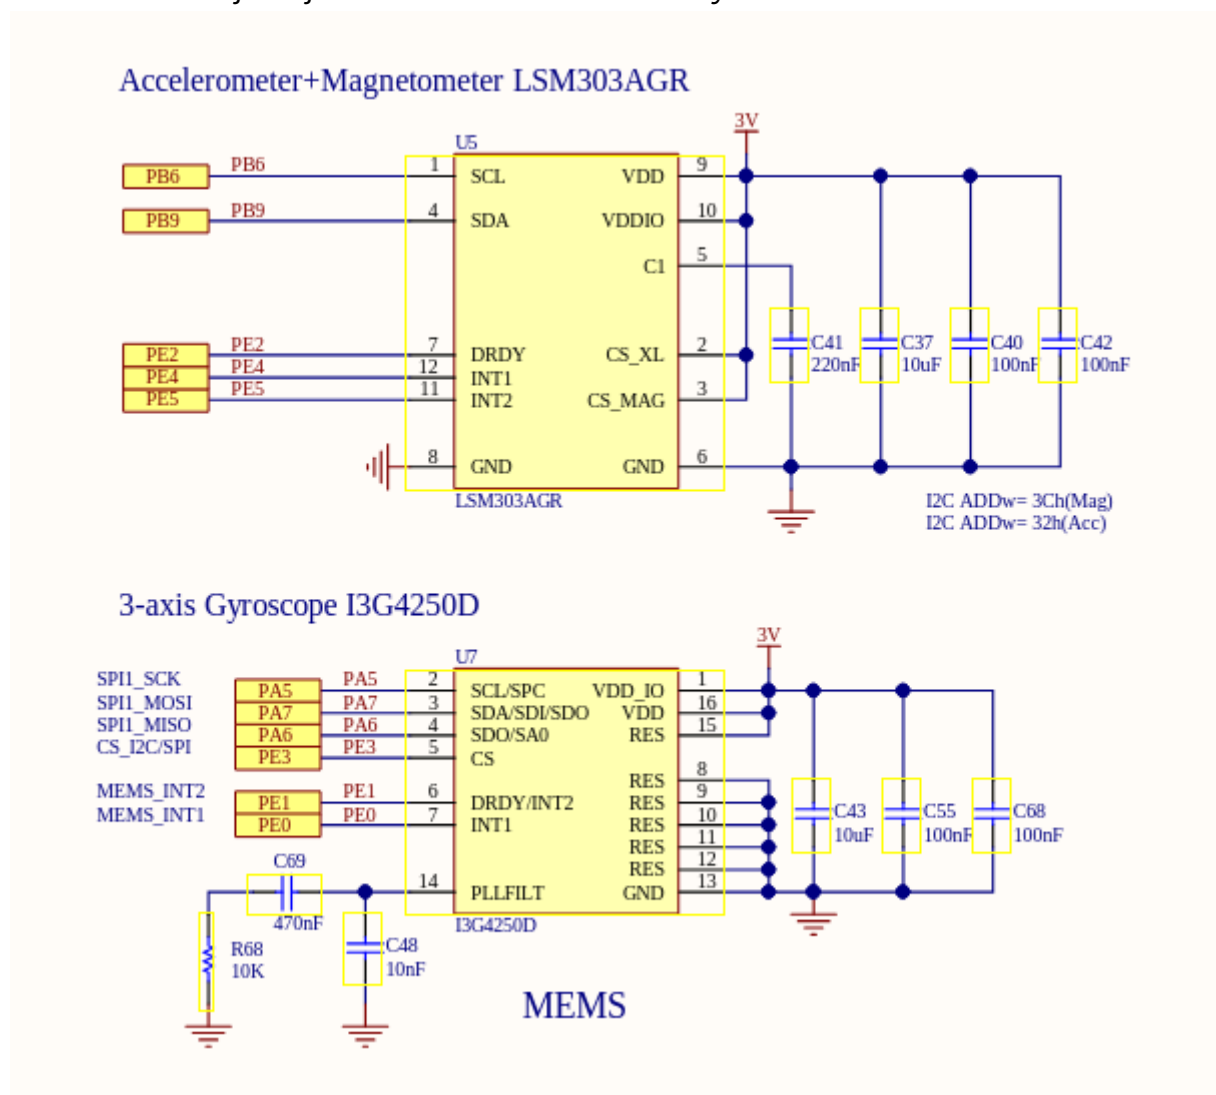 Accelerometer+Magnetometer LSM303AGR
3V
U5
PB6 PB6 1 SCL VDD 9
PB9 PB9 4 SDA VDDIO 10
C1 5
PE2 PE2 7 DRDY CS_XL 2
PE4 PE4 12 INT1
PE5 PE5 11 INT2 CS_MAG 3
8 GND GND 6
C41 C37 C40 C42
220nF 10uF 100nF 100nF
LSM303AGR
I2C ADDw= 3Ch(Mag)
I2C ADDw= 32h(Acc)
3-axis Gyroscope I3G4250D
3V
U7
SPI1_SCK PA5 PA5 2 SCL/SPC VDD_IO 1
SPI1_MOSI PA7 PA7 3 SDA/SDI/SDO VDD 16
SPI1_MISO PA6 PA6 4 SDO/SA0 RES 15
CS_I2C/SPI PE3 PE3 5 CS
RES 8
MEMS_INT2 PE1 PE1 6 DRDY/INT2 RES 9
MEMS_INT1 PE0 PE0 7 INT1 RES 10
RES 11
RES 12
14 PLLFILT GND 13
C43 C55 C68
10uF 100nF 100nF
C69
470nF
I3G4250D
R68
10K
C48
10nF
MEMS